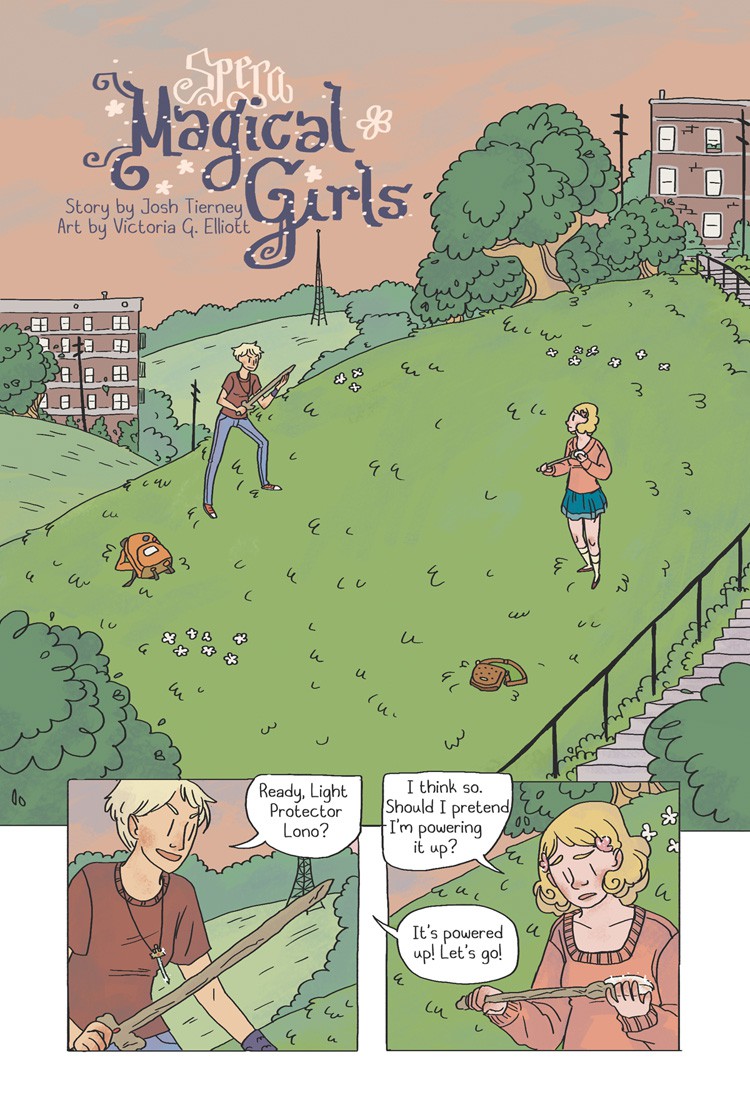 Spera
Magical
Girls
Story by Josh Tierney
Art by Victoria G. Elliott
Ready, Light
Protector
Lono?
I think so.
Should I pretend
I'm powering
it up?
It's powered
up! Let's go!